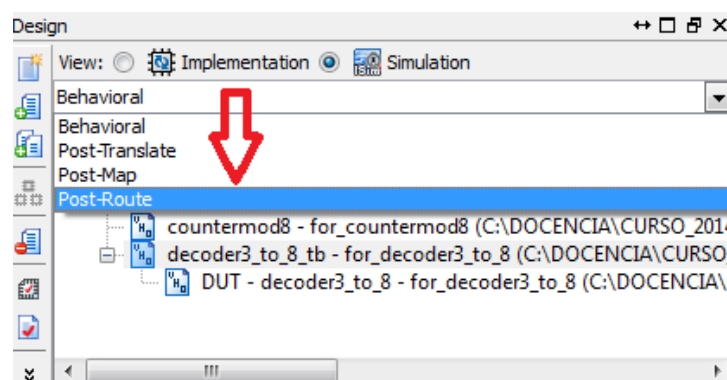 Design
View: Implementation Simulation
Behavioral
Behavioral
Post-Translate
Post-Map
Post-Route
countermod8 - for_countermod8 (C:\DOCENCIA\CURSO_2014
decoder3_to_8_tb - for_decoder3_to_8 (C:\DOCENCIA\CURSO
DUT - decoder3_to_8 - for_decoder3_to_8 (C:\DOCENCIA\